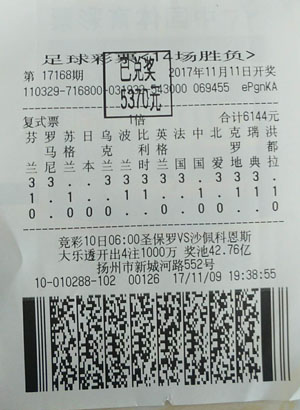 足球彩票<14场胜负>
已兑奖
5370元
第 17168期 2017年11月11日开奖
069455 ePgnKA
复式票 1倍 合计6144元
芬 罗 苏 日 乌 波 比 英 法 中 北 克 瑞 洪
马 格 克 利 格 罗 都
兰 尼 兰 本 兰 兰 时 兰 国 国 爱 地 典 拉
竞彩10日06:00圣保罗VS沙佩科恩斯
大乐透开出4注1000万 奖池42.76亿
扬州市新城河路552号
10-010288-102 00126 17/11/09 19:38:55